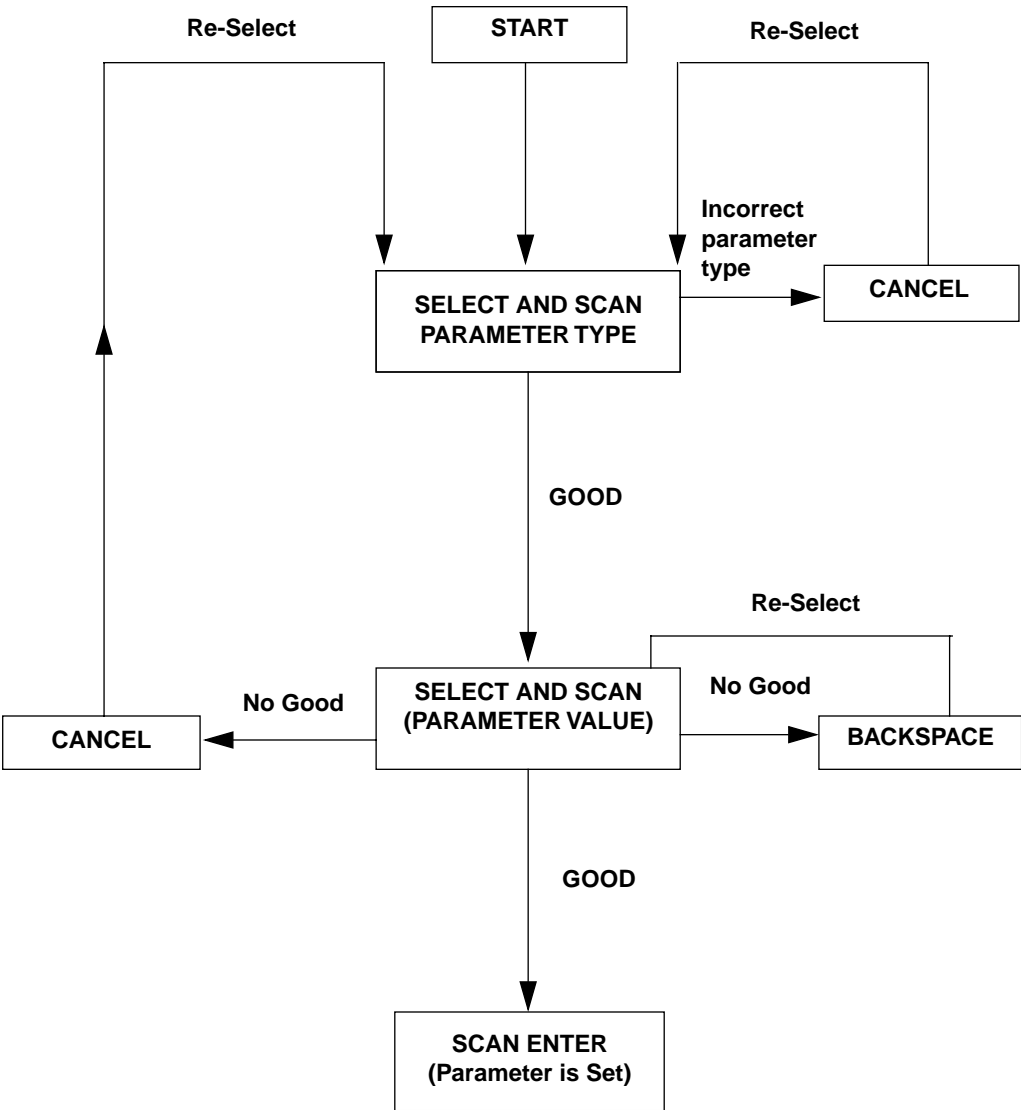 Re-Select
START
Re-Select
Incorrect
parameter
type
CANCEL
SELECT AND SCAN
PARAMETER TYPE
GOOD
Re-Select
No Good
SELECT AND SCAN
(PARAMETER VALUE)
No Good
CANCEL
BACKSPACE
GOOD
SCAN ENTER
(Parameter is Set)